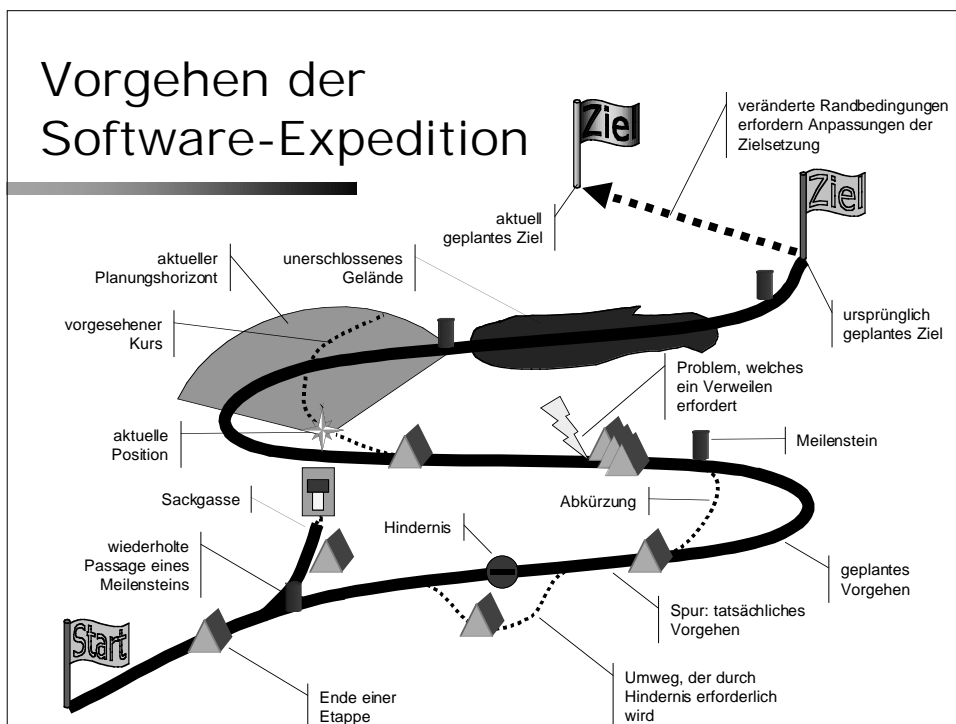 Vorgehen der
Software-Expedition
Ziel
veränderte Randbedingungen
erfordern Anpassungen der
Zielsetzung
Ziel
aktuell
geplantes Ziel
aktueller
Planungshorizont
unerschlossenes
Gelände
vorgesehener
Kurs
ursprünglich
geplantes Ziel
Problem, welches
ein Verweilen
erfordert
aktuelle
Position
Meilenstein
Sackgasse
Abkürzung
Hindernis
wiederholte
Passage eines
Meilensteins
geplantes
Vorgehen
Spur: tatsächliches
Vorgehen
Start
Umweg, der durch
Hindernis erforderlich
wird
Ende einer
Etappe